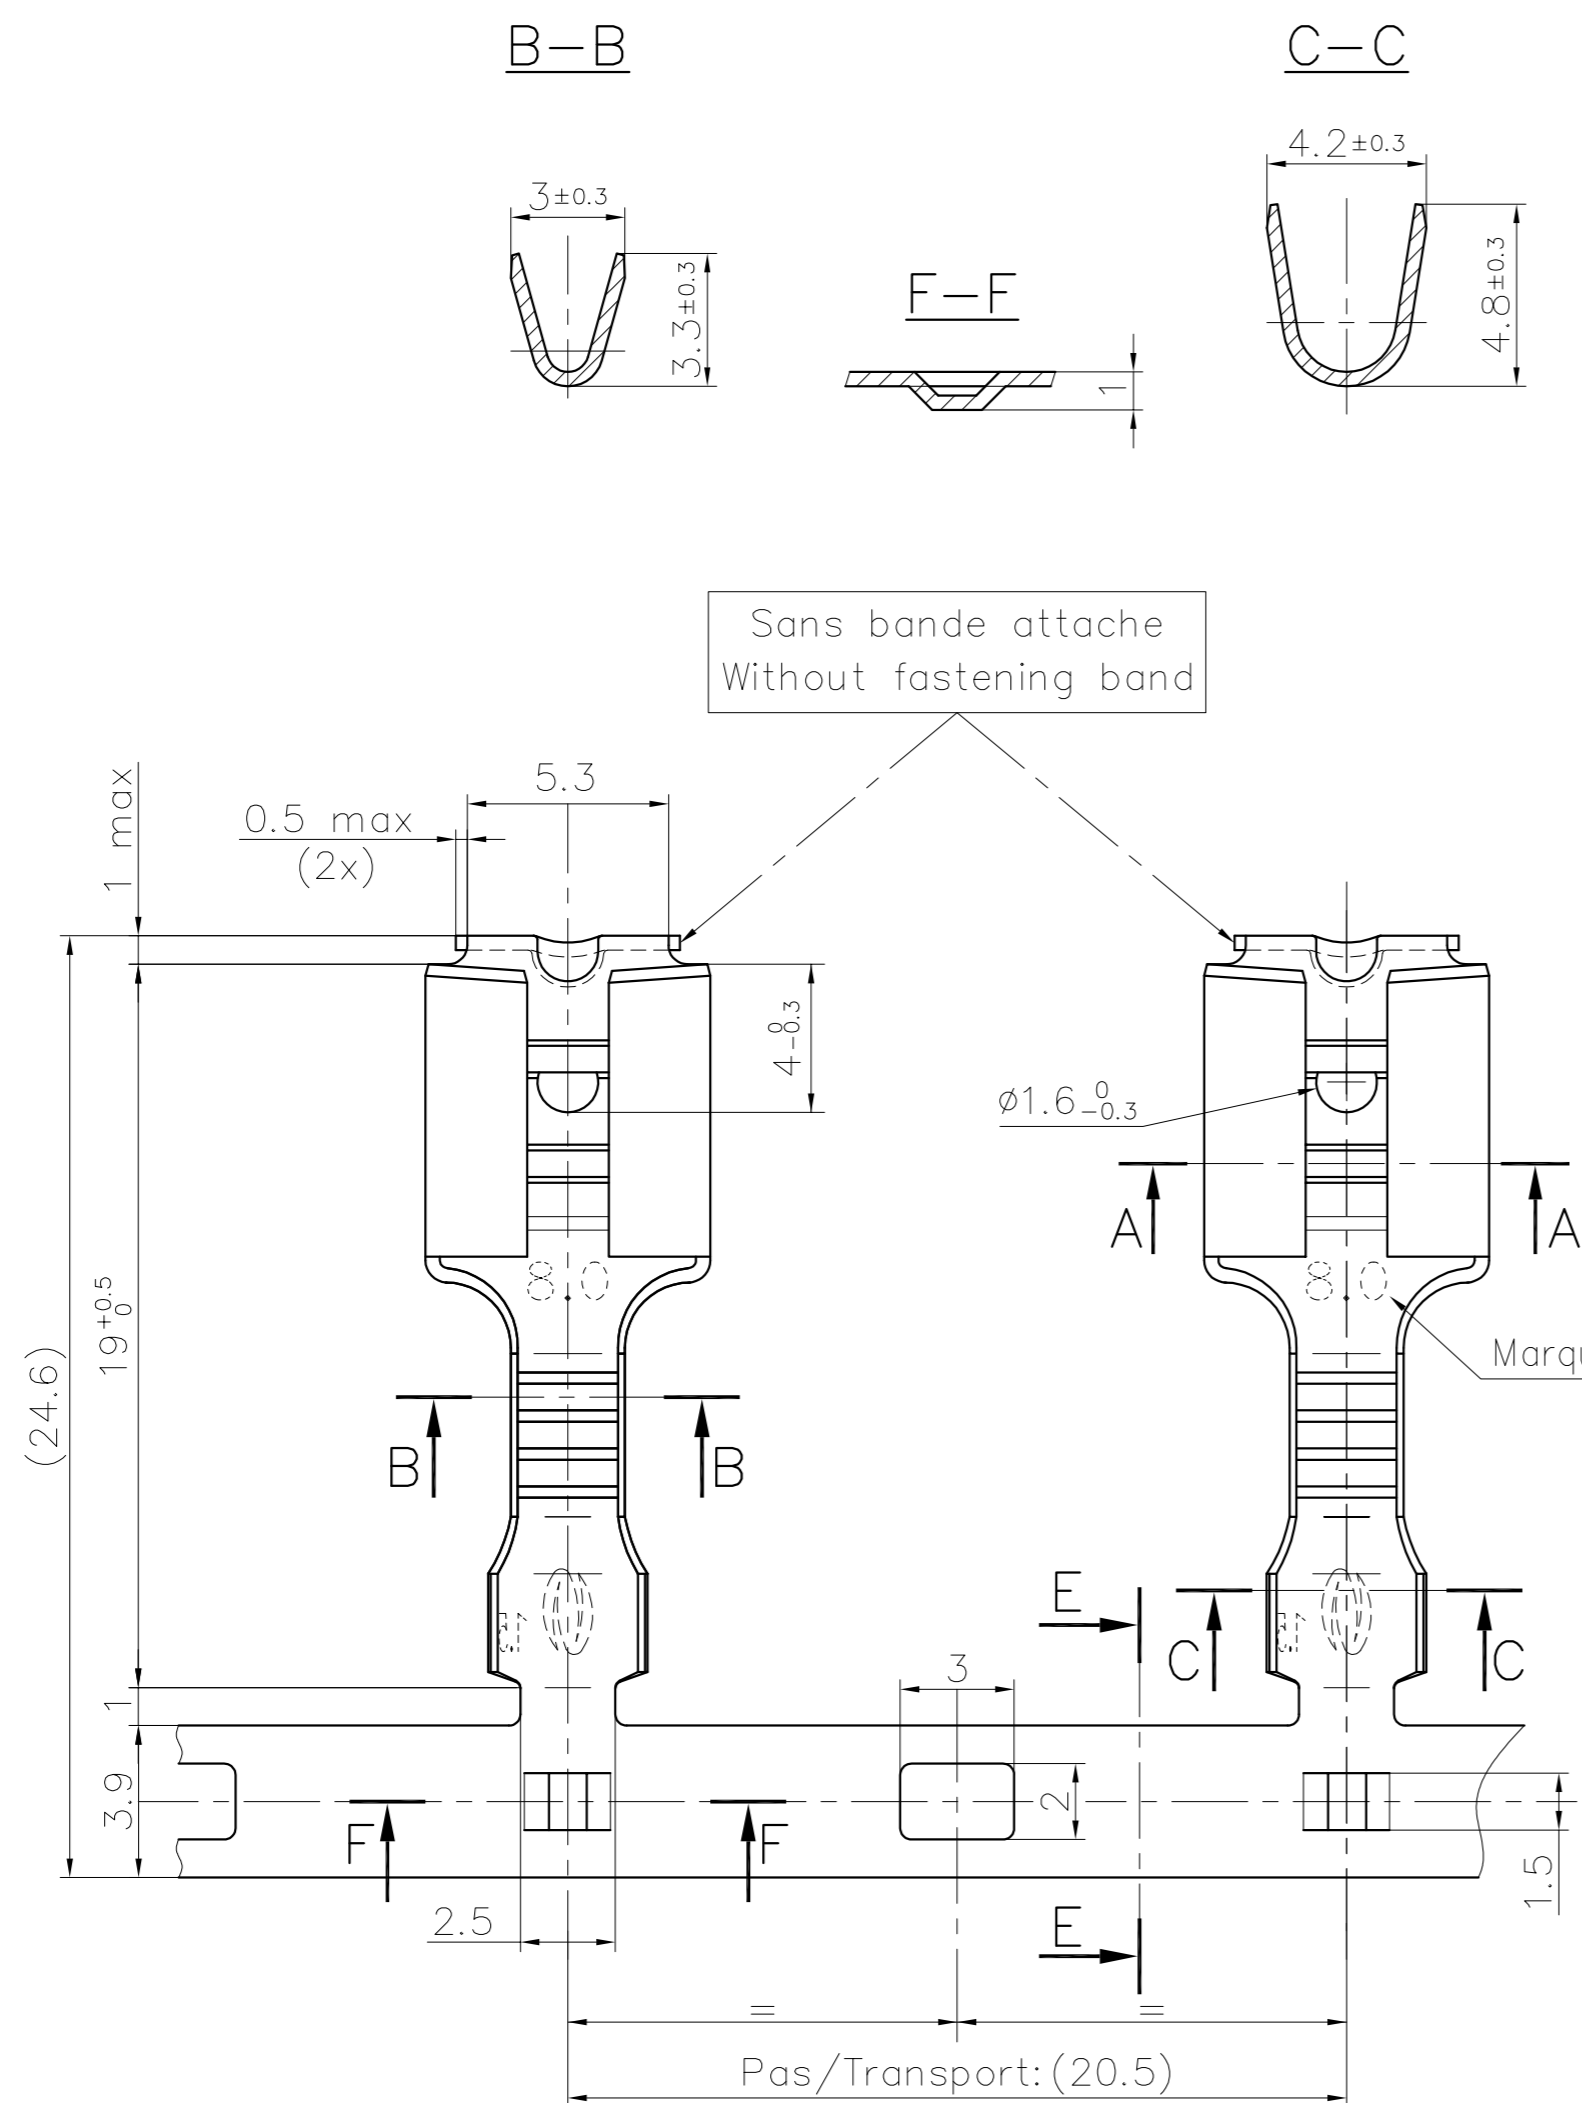 B–B
C–C
4.2±0.3
3±0.3
3.3±0.3
4.8±0.3
F–F
1
Sans bande attache
Without fastening band
1 max
5.3
0.5 max
(2x)
4 0 -0.3
ø1.6 0 -0.3
A
A
8.0
8.0
19 +0.5 0
(24.6)
B
B
E
C
C
3
1
3.9
2
F
F
1.5
2.5
E
=
=
Pas/Transport:(20.5)